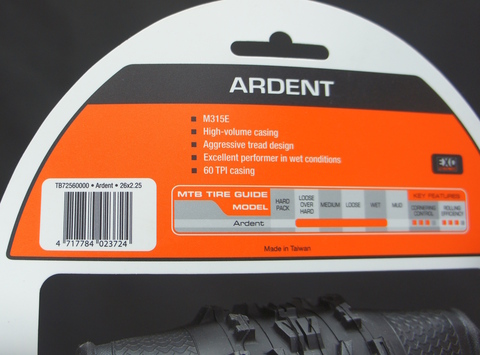 ARDENT
M315E
High-volume casing
Aggressive tread design
Excellent performer in wet conditions
60 TPI casing
EXO
TB72560000 • Ardent • 26x2.25
4 717784 023724
MTB TIRE GUIDE
MODEL
HARD PACK
LOOSE OVER HARD
MEDIUM
LOOSE
WET
MUD
KEY FEATURES
CORNERING CONTROL
ROLLING EFFICIENCY
Ardent
Made in Taiwan